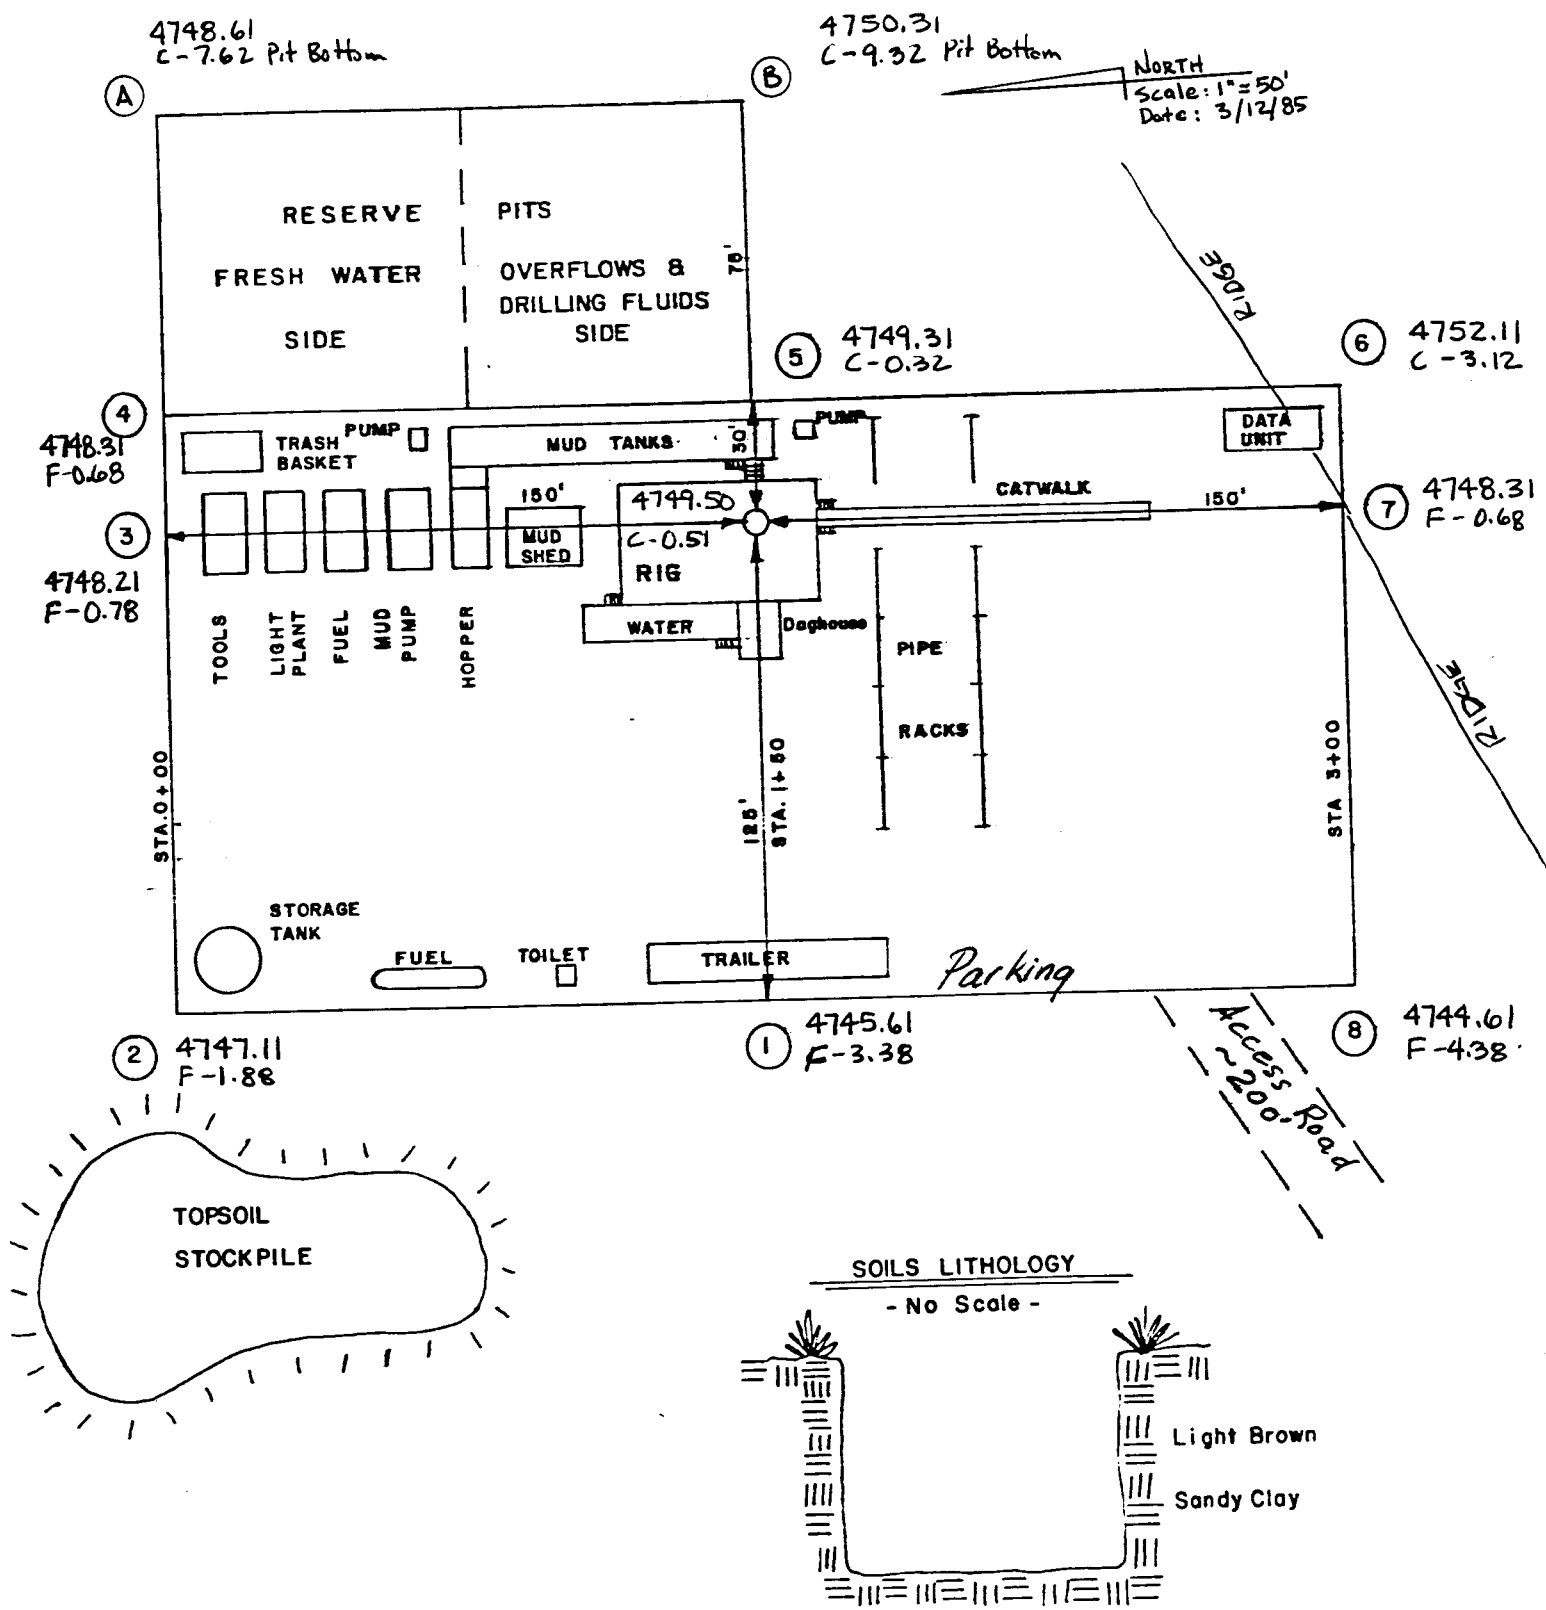 4748.61
C-7.62 Pit Bottom
4750.31
C-9.32 Pit Bottom
A
B
NORTH
Scale: 1"=50'
Date: 3/12/85
RESERVE PITS
FRESH WATER
SIDE
OVERFLOWS &
DRILLING FLUIDS
SIDE
75'
RIDGE
5
4749.31
C-0.32
6
4752.11
C-3.12
4
4748.31
F-0.68
TRASH
BASKET
PUMP
MUD TANKS
30'
PUMP
DATA
UNIT
150'
4749.50
C-0.51
RIG
MUD
SHED
CATWALK
150'
7
4748.31
F-0.68
3
4748.21
F-0.78
TOOLS
LIGHT
PLANT
FUEL
MUD
PUMP
HOPPER
WATER
Doghouse
PIPE
RACKS
RIDGE
STA. 0+00
125'
STA. 1+50
STA 3+00
STORAGE
TANK
FUEL
TOILET
TRAILER
Parking
2
4747.11
F-1.88
1
4745.61
F-3.38
8
4744.61
F-4.38
Access Road
~200'
TOPSOIL
STOCKPILE
SOILS LITHOLOGY
- No Scale -
Light Brown
Sandy Clay